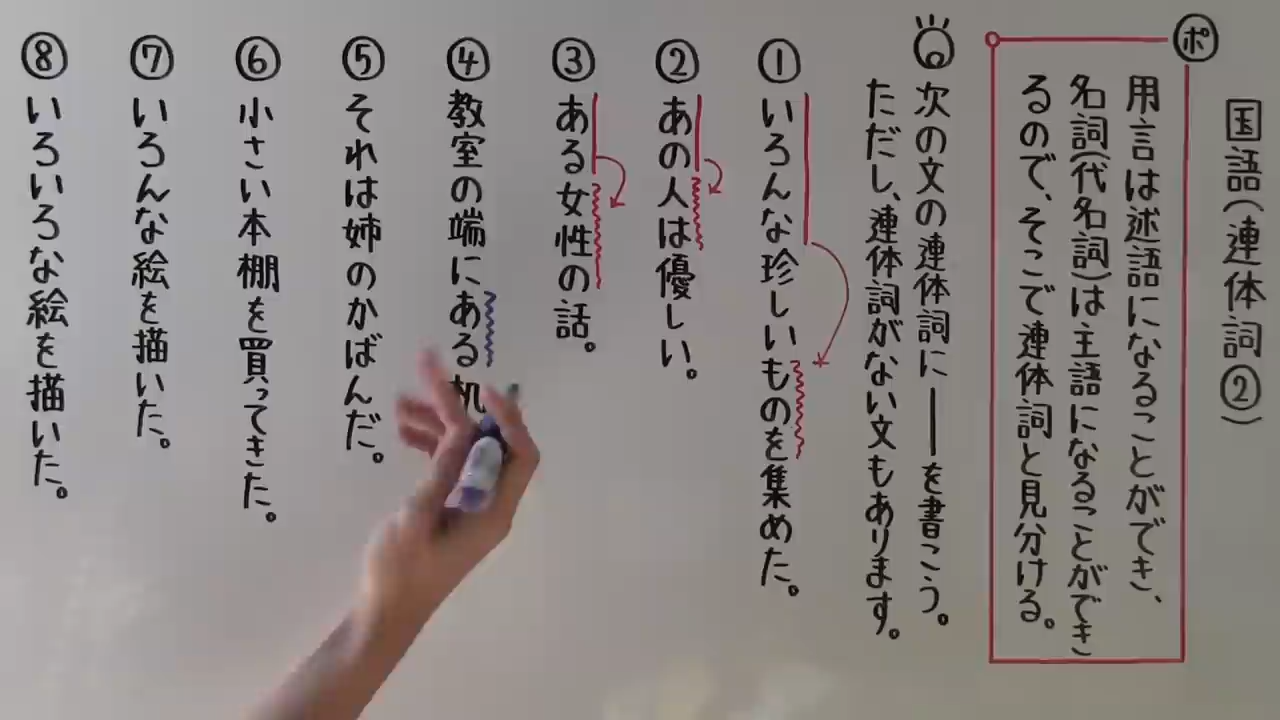 国語(連体詞②)
ポ
用言は述語になることができ、
名詞(代名詞)は主語になることができ
るので、そこで連体詞と見分ける。
次の文の連体詞に──を書こう。
ただし、連体詞がない文もあります。
①いろんな珍しいものを集めた。
②あの人は優しい。
③ある女性の話。
④教室の端にある机
⑤それは姉のかばんだ。
⑥小さい本棚を買ってきた。
⑦いろんな絵を描いた。
⑧いろいろな絵を描いた。